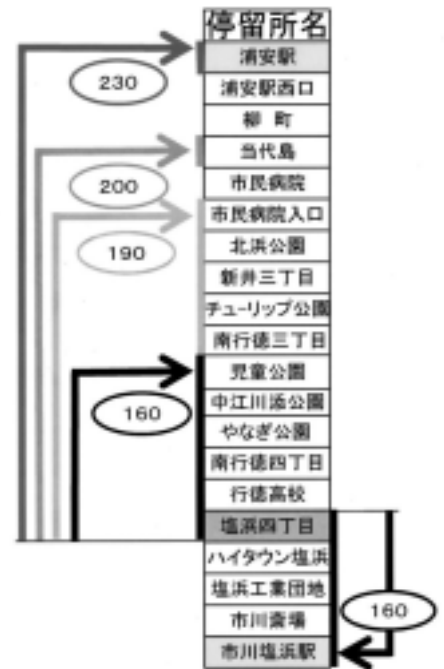 停留所名
浦安駅
230
浦安駅西口
柳 町
当代島
200
市民病院
市民病院入口
190
北浜公園
新井三丁目
チューリップ公園
南行徳三丁目
児童公園
160
中江川添公園
やなぎ公園
南行徳四丁目
行徳高校
塩浜四丁目
ハイタウン塩浜
塩浜工業団地
160
市川斎場
市川塩浜駅